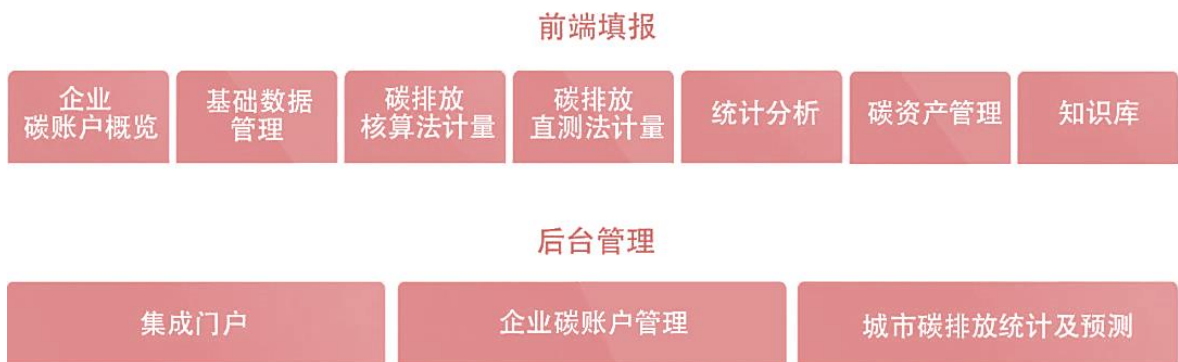 前端填报
企业
碳账户概览
基础数据
管理
碳排放
核算法计量
碳排放
直测法计量
统计分析
碳资产管理
知识库
后台管理
集成门户
企业碳账户管理
城市碳排放统计及预测